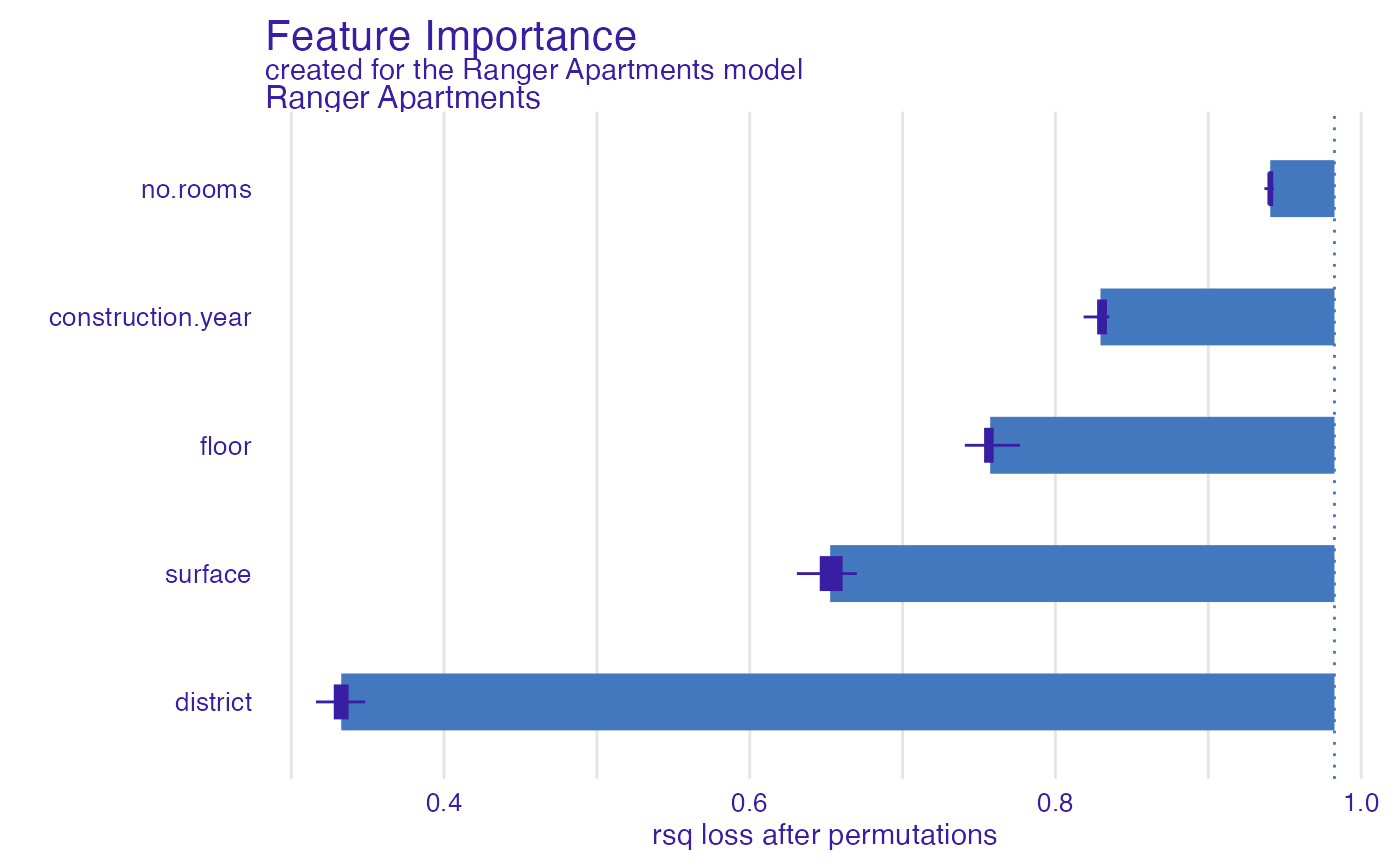 Feature Importance
created for the Ranger Apartments model
Ranger Apartments
no.rooms
construction.year
floor
surface
district
0.4 0.6 0.8 1.0
rsq loss after permutations